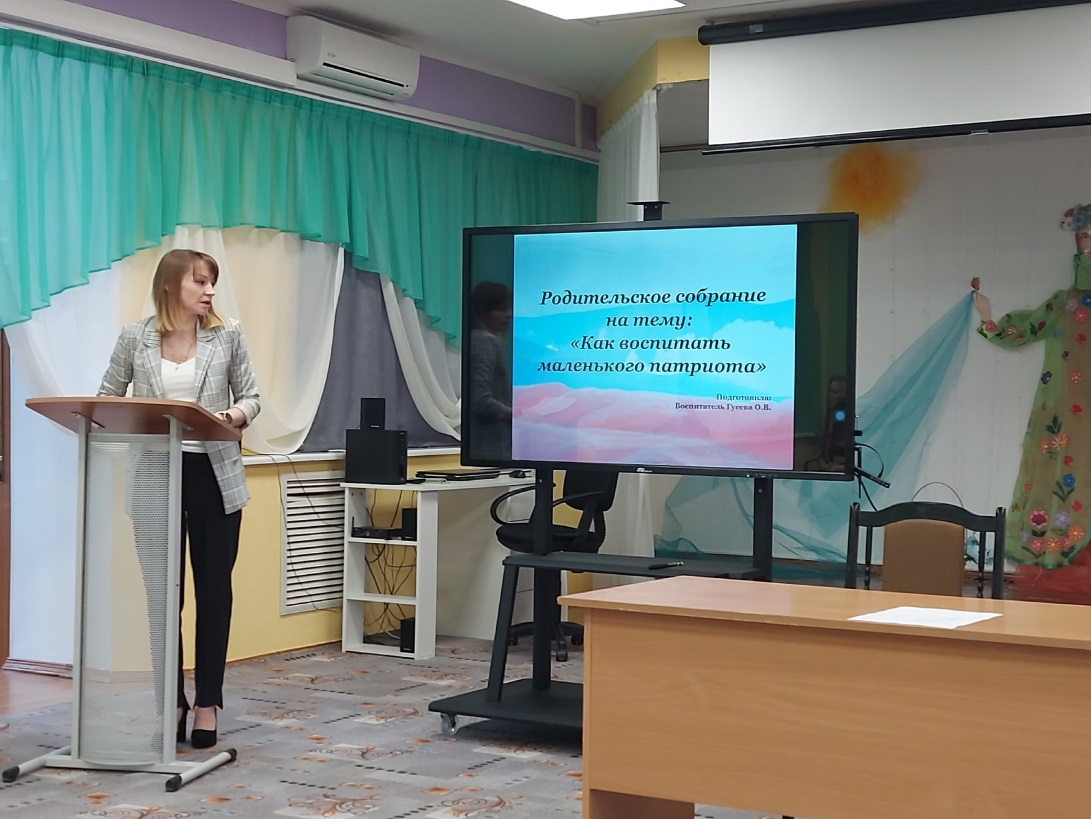 Родительское собрание
на тему:
«Как воспитать
маленького патриота»
Подготовила:
Воспитатель Гусева О.В.